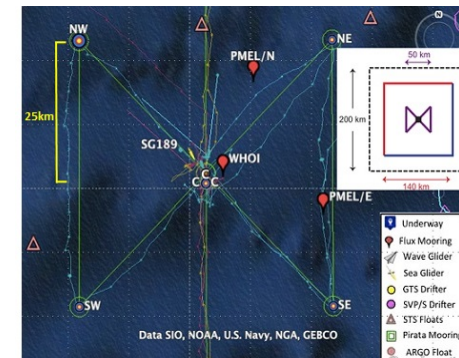 N
NW
NE
PMEL/N
50 km
25km
200 km
SG189
WHOI
C
C C
PMEL/E
140 km
Underway
Flux Mooring
Wave Glider
Sea Glider
GTS Drifter
SVP/S Drifter
STS Floats
Pirata Mooring
ARGO Float
SW
SE
Data SIO, NOAA, U.S. Navy, NGA, GEBCO